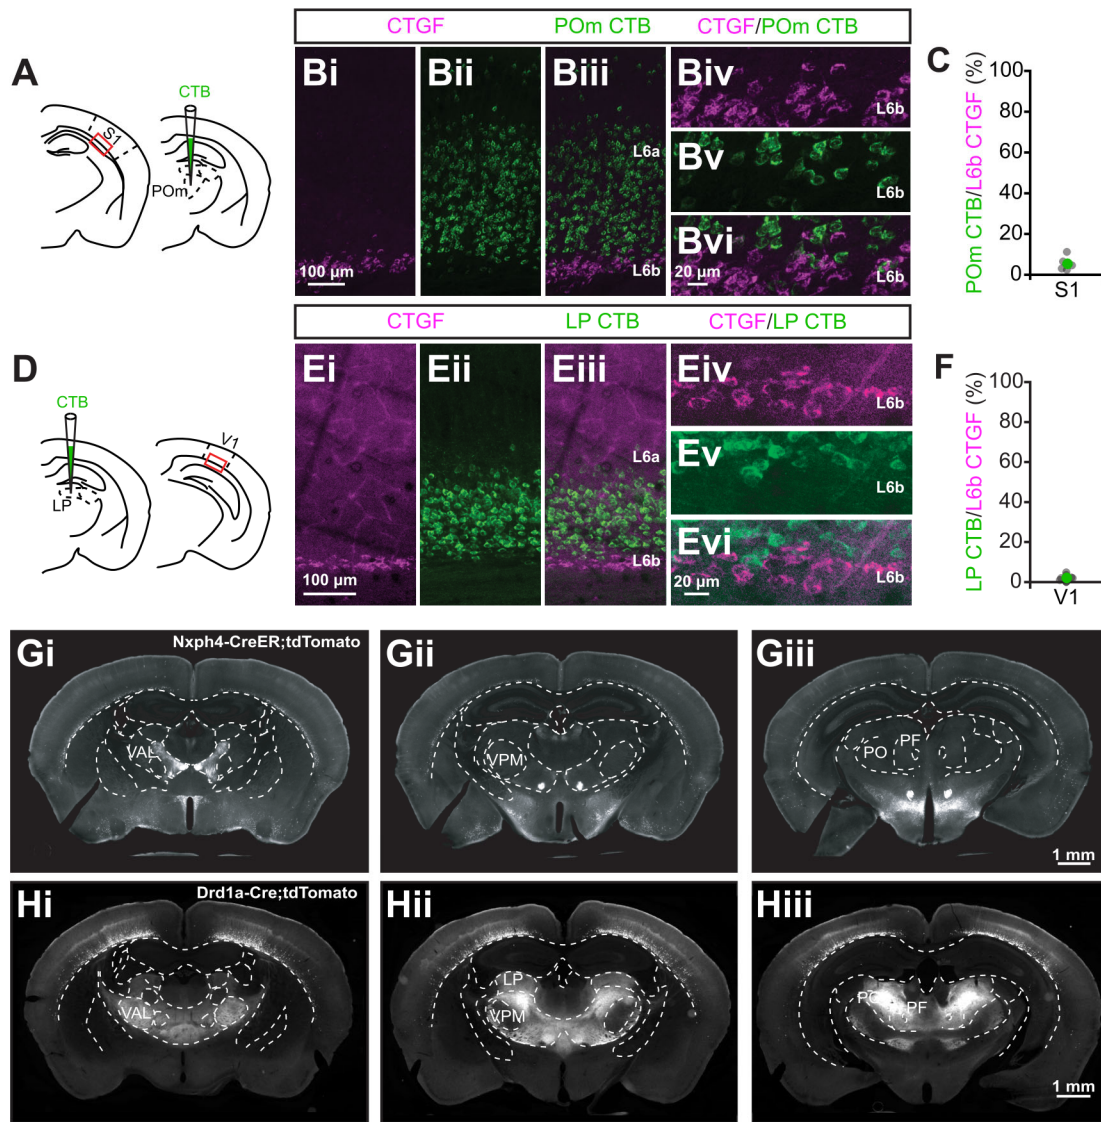 CTGF POm CTB CTGF/POm CTB
A
CTB
S1
POm
Bi
100 µm
Bii
Biii
L6a
L6b
Biv
L6b
Bv
L6b
Bvi
20 µm
L6b
C
POm CTB/L6b CTGF (%)
100
80
60
40
20
0
S1
CTGF LP CTB CTGF/LP CTB
D
CTB
LP
V1
Ei
100 µm
Eii
Eiii
L6a
L6b
Eiv
L6b
Ev
L6b
Evi
20 µm
L6b
F
LP CTB/L6b CTGF (%)
100
80
60
40
20
0
V1
Gi
Nxph4-CreER;tdTomato
VAL
Gii
VPM
Giii
PO
PF
1 mm
Hi
Drd1a-Cre;tdTomato
VAL
Hii
LP
VPM
Hiii
PO
PF
1 mm